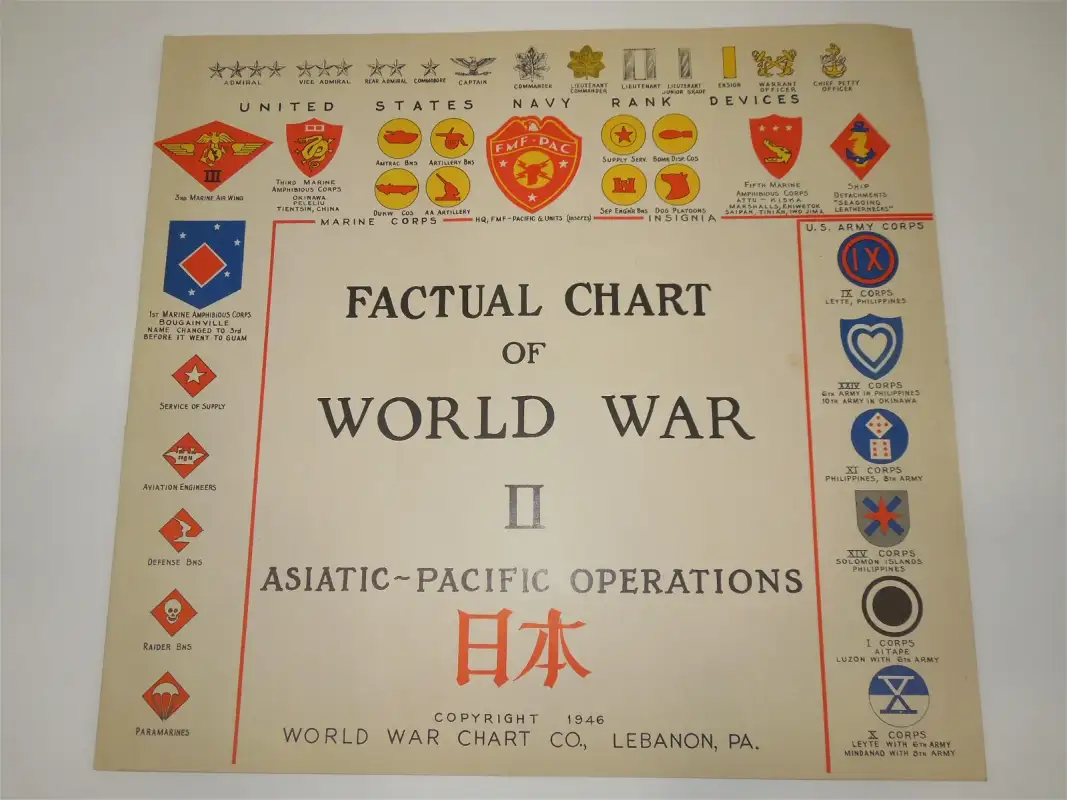 ADMIRAL VICE ADMIRAL REAR ADMIRAL COMMODORE CAPTAIN COMMANDER LIEUTENANT COMMANDER LIEUTENANT LIEUTENANT JUNIOR GRADE ENSIGN WARRANT OFFICER CHIEF PETTY OFFICER
UNITED STATES NAVY RANK DEVICES
III
3RD MARINE AIR WING
THIRD MARINE
AMPHIBIOUS CORPS
OKINAWA
PELELIU
TIENTSIN, CHINA
AMTRAC BNS
ARTILLERY BNS
DUKW COS
AA ARTILLERY
FMF-PAC
HQ, FMF-PACIFIC & UNITS (INSETS)
SUPPLY SERV.
BOMB DISP. COS
SEP ENGINR BNS
DOG PLATOONS
FIFTH MARINE
AMPHIBIOUS CORPS
ATTU - KISKA
MARSHALLS, ENIWETOK
SAIPAN, TINIAN, IWO JIMA
SHIP
DETACHMENTS
"SEAGOING
LEATHERNECKS"
MARINE CORPS INSIGNIA
1ST MARINE AMPHIBIOUS CORPS
BOUGAINVILLE
NAME CHANGED TO 3RD
BEFORE IT WENT TO GUAM
SERVICE OF SUPPLY
AVIATION ENGINEERS
DEFENSE BNS
RAIDER BNS
PARAMARINES
FACTUAL CHART
OF
WORLD WAR
II
ASIATIC~PACIFIC OPERATIONS
日本
COPYRIGHT 1946
WORLD WAR CHART CO., LEBANON, PA.
U.S. ARMY CORPS
IX
IX CORPS
LEYTE, PHILIPPINES
XXIV CORPS
6TH ARMY IN PHILIPPINES
10TH ARMY IN OKINAWA
XI CORPS
PHILIPPINES, 8TH ARMY
XIV CORPS
SOLOMON ISLANDS
PHILIPPINES
I CORPS
AITAPE
LUZON WITH 6TH ARMY
X
X CORPS
LEYTE WITH 6TH ARMY
MINDANAO WITH 8TH ARMY